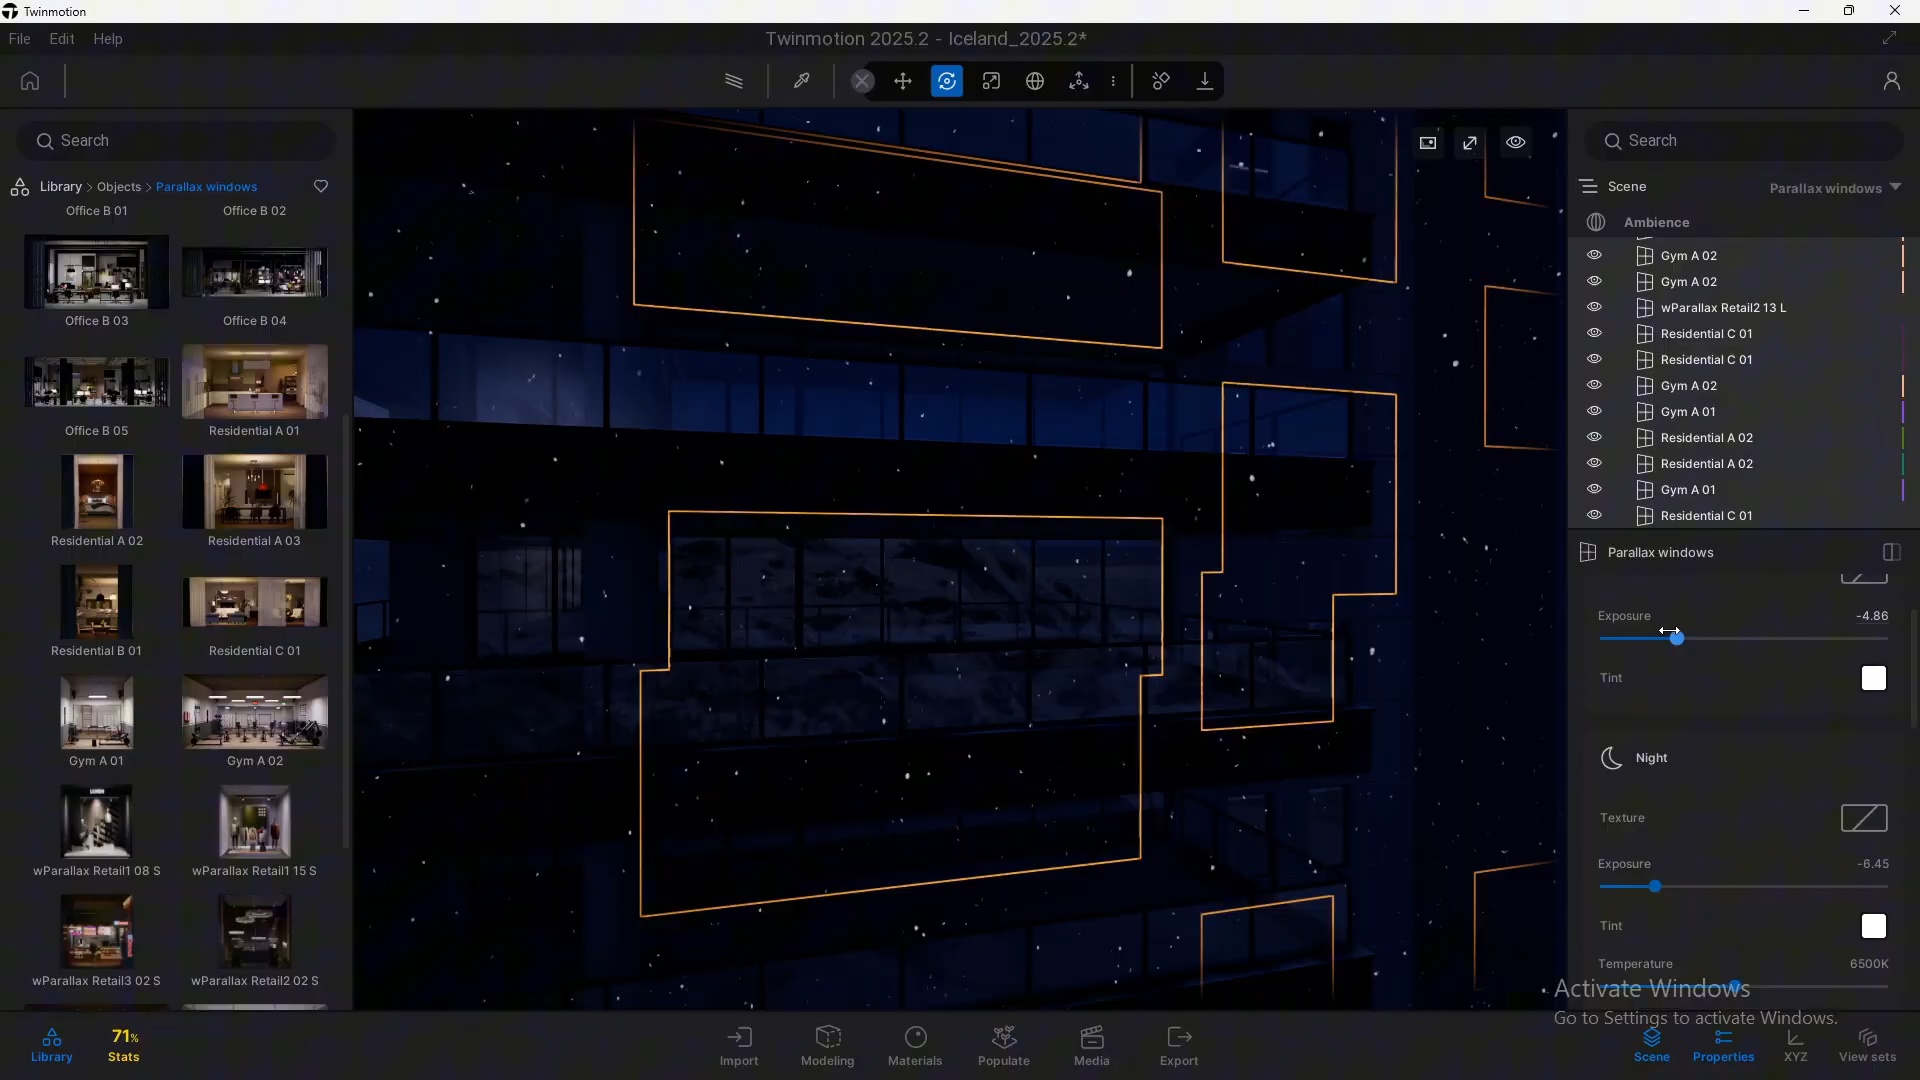 Twinmotion
File Edit Help
Twinmotion 2025.2 - Iceland_2025.2*
Search
Library > Objects > Parallax windows
Office B 01
Office B 02
Office B 03
Office B 04
Office B 05
Residential A 01
Residential A 02
Residential A 03
Residential B 01
Residential C 01
Gym A 01
Gym A 02
wParallax Retail1 08 S
wParallax Retail1 15 S
wParallax Retail3 02 S
wParallax Retail2 02 S
Search
Scene
Parallax windows
Ambience
Gym A 02
Gym A 02
wParallax Retail2 13 L
Residential C 01
Residential C 01
Gym A 02
Gym A 01
Residential A 02
Residential A 02
Gym A 01
Residential C 01
Parallax windows
Exposure -4.86
Tint
Night
Texture
Exposure -6.45
Tint
Temperature 6500K
Activate Windows
Go to Settings to activate Windows.
Library
71%
Stats
Import
Modeling
Materials
Populate
Media
Export
Scene
Properties
XYZ
View sets